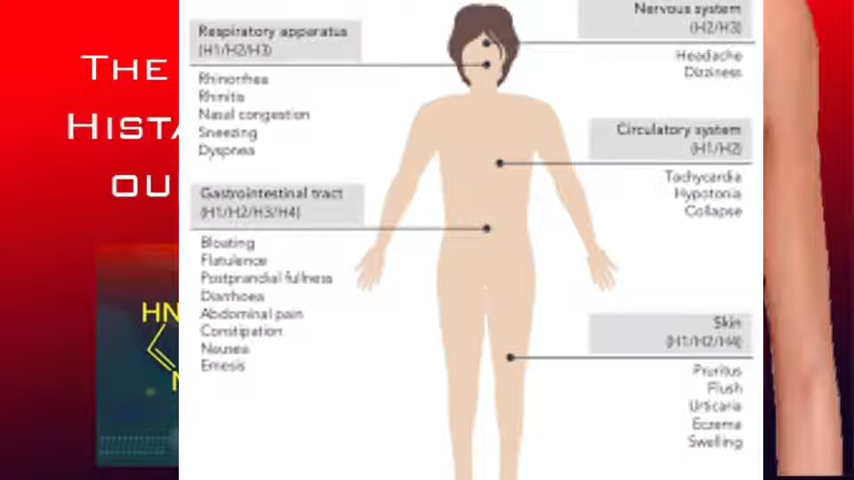 THE
HISTA
OU
HN
N
Respiratory apparatus
(H1/H2/H3)
Rhinorrhea
Rhinitis
Nasal congestion
Sneezing
Dyspnea
Gastrointestinal tract
(H1/H2/H3/H4)
Bloating
Flatulence
Postprandial fullness
Diarrhoea
Abdominal pain
Constipation
Nausea
Emesis
Nervous system
(H2/H3)
Headache
Dizziness
Circulatory system
(H1/H2)
Tachycardia
Hypotonia
Collapse
Skin
(H1/H2/H4)
Pruritus
Flush
Urticaria
Eczema
Swelling